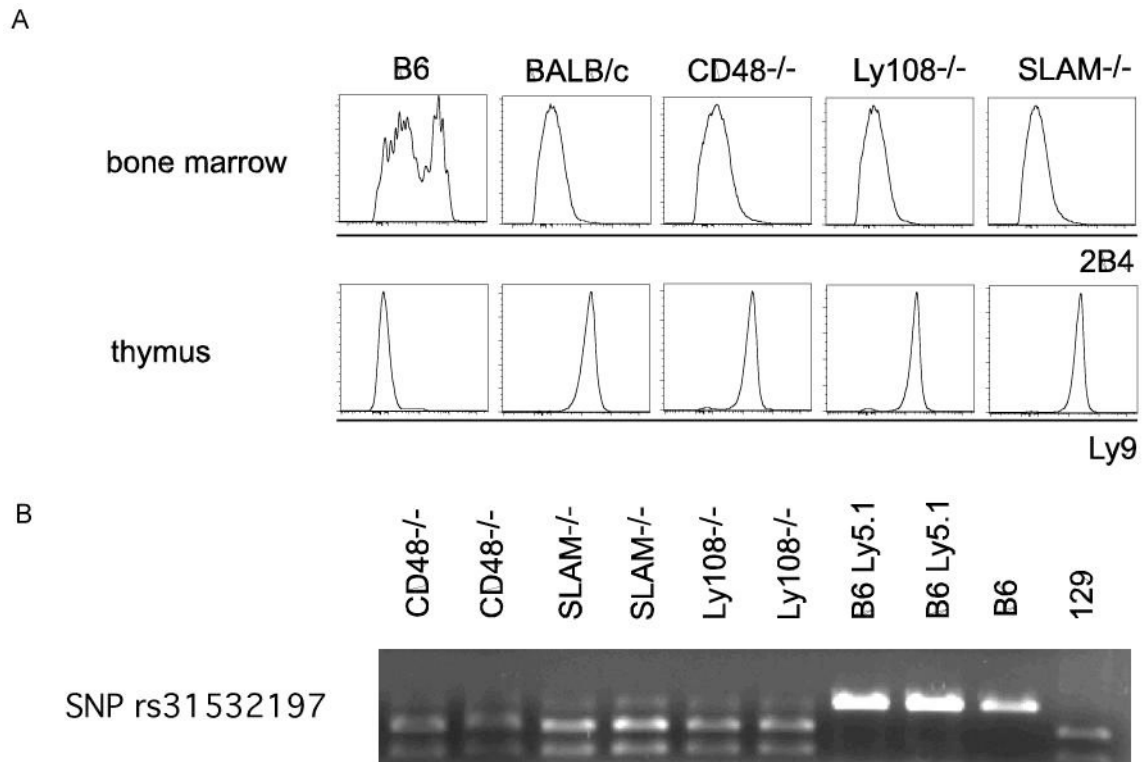 A
B6 BALB/c CD48-/- Ly108-/- SLAM-/-
bone marrow
2B4
thymus
Ly9
B
CD48-/- CD48-/- SLAM-/- SLAM-/- Ly108-/- Ly108-/- B6 Ly5.1 B6 Ly5.1 B6 129
SNP rs31532197